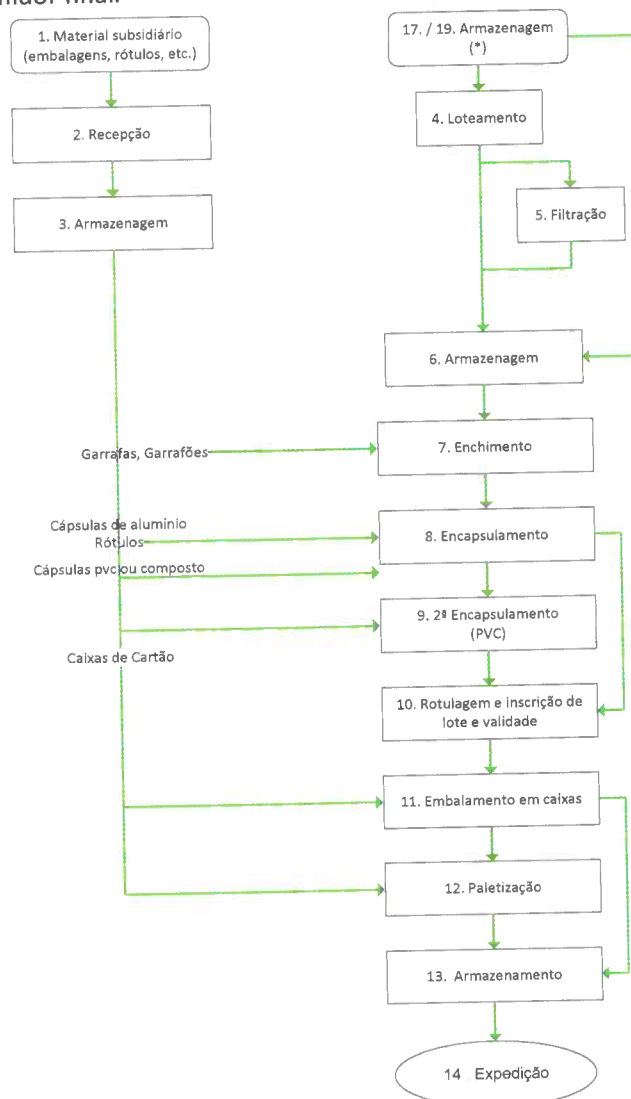 1. Material subsidiário
(embalagens, rótulos, etc.)
2. Recepção
3. Armazenagem
17. / 19. Armazenagem
(*)
4. Loteamento
5. Filtração
6. Armazenagem
Garrafas, Garrafões
7. Enchimento
Cápsulas de alumínio
Rótulos
8. Encapsulamento
Cápsulas pvc ou composto
9. 2ª Encapsulamento
(PVC)
Caixas de Cartão
10. Rotulagem e inscrição de
lote e validade
11. Embalamento em caixas
12. Paletização
13. Armazenamento
14 Expedição